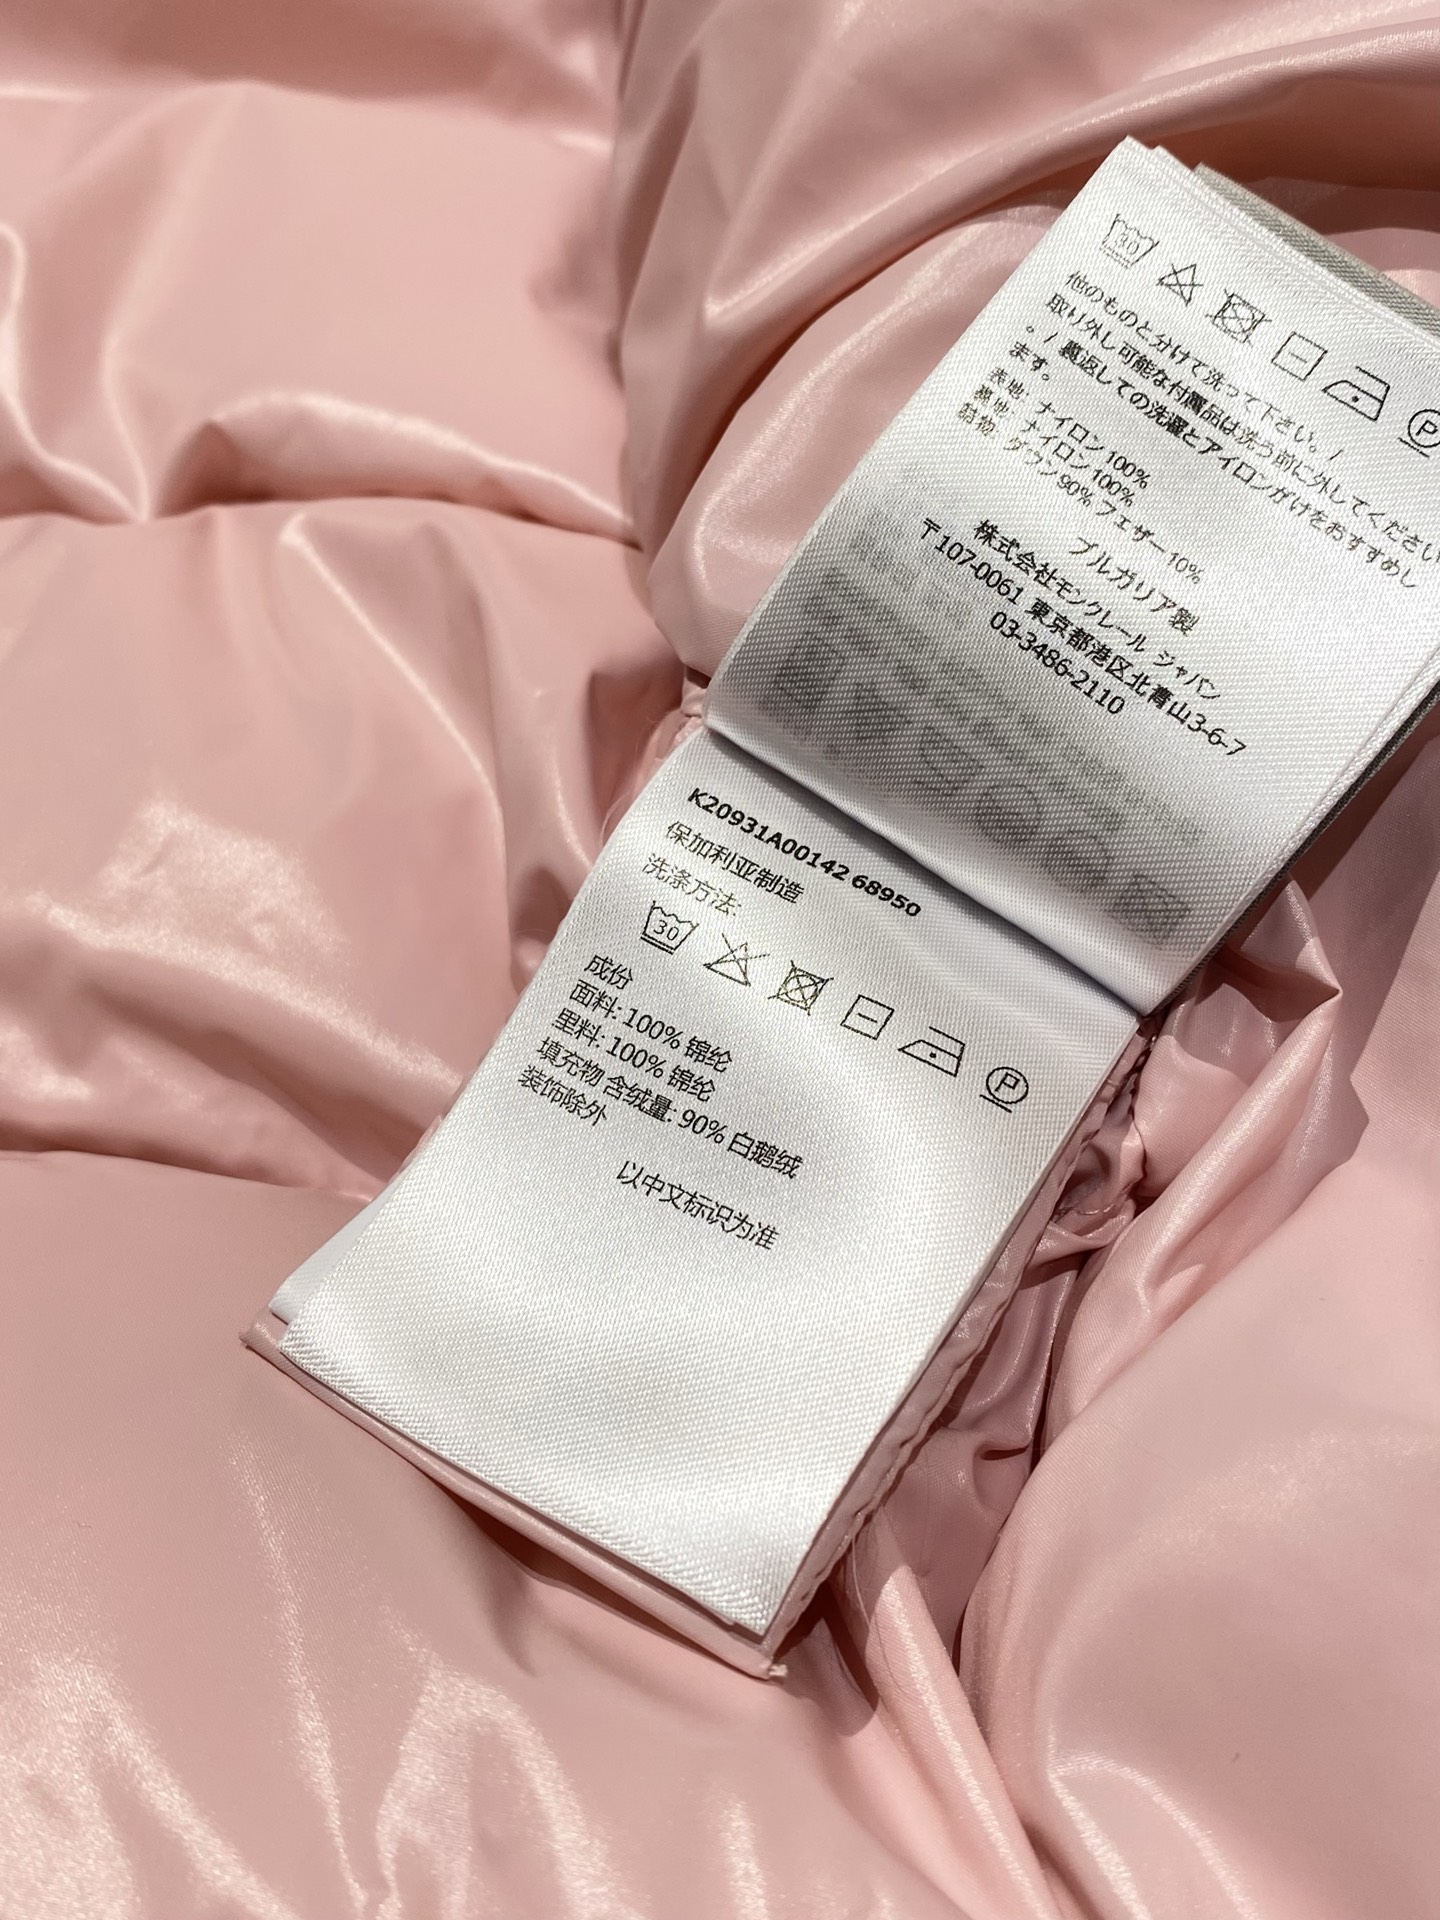 30
P
他のものと分けて洗って下さい。/
取り外し可能な付属品は洗う前に外してください
。/ 裏返しての洗濯とアイロンがけをおすすめし
ます。
表地: ナイロン100%
裏地: ナイロン100%
詰物: ダウン90% フェザー10%
ブルガリア製
株式会社モンクレール ジャパン
〒107-0061 東京都港区北青山3-6-7
03-3486-2110
K20931A00142 68950
保加利亚制造
洗涤方法:
30
P
成份
面料: 100% 锦纶
里料: 100% 锦纶
填充物 含绒量: 90% 白鹅绒
装饰除外
以中文标识为准